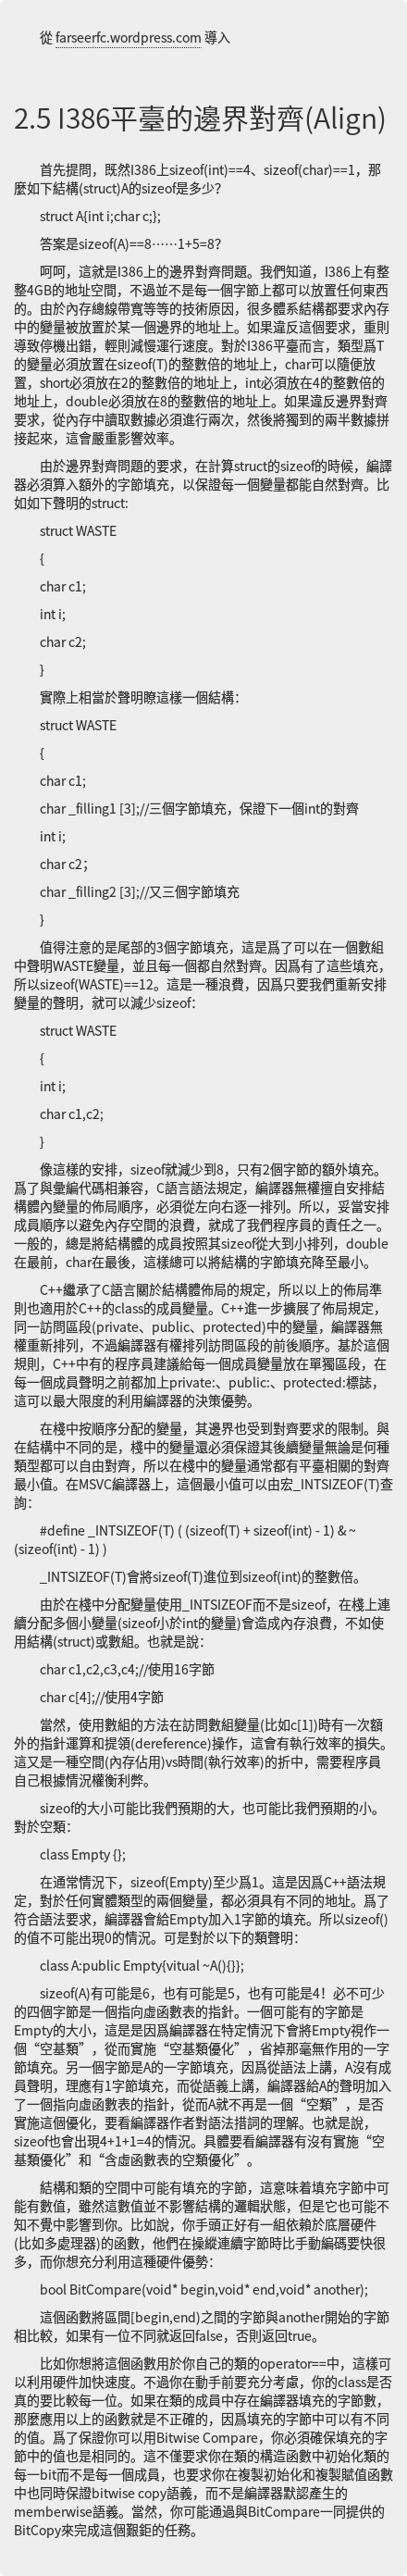 從 farseerfc.wordpress.com 導入
2.5 I386平臺的邊界對齊(Align)
首先提問，既然I386上sizeof(int)==4、sizeof(char)==1，那
麼如下結構(struct)A的sizeof是多少？
struct A{int i;char c;};
答案是sizeof(A)==8……1+5=8？
呵呵，這就是I386上的邊界對齊問題。我們知道，I386上有整
整4GB的地址空間，不過並不是每一個字節上都可以放置任何東西
的。由於內存總線帶寬等等的技術原因，很多體系結構都要求內存
中的變量被放置於某一個邊界的地址上。如果違反這個要求，重則
導致停機出錯，輕則減慢運行速度。對於I386平臺而言，類型爲T
的變量必須放置在sizeof(T)的整數倍的地址上，char可以隨便放
置，short必須放在2的整數倍的地址上，int必須放在4的整數倍的
地址上，double必須放在8的整數倍的地址上。如果違反邊界對齊
要求，從內存中讀取數據必須進行兩次，然後將獨到的兩半數據拼
接起來，這會嚴重影響效率。
由於邊界對齊問題的要求，在計算struct的sizeof的時候，編譯
器必須算入額外的字節填充，以保證每一個變量都能自然對齊。比
如如下聲明的struct:
struct WASTE
{
char c1;
int i;
char c2;
}
實際上相當於聲明瞭這樣一個結構：
struct WASTE
{
char c1;
char _filling1 [3];//三個字節填充，保證下一個int的對齊
int i;
char c2；
char _filling2 [3];//又三個字節填充
}
值得注意的是尾部的3個字節填充，這是爲了可以在一個數組
中聲明WASTE變量，並且每一個都自然對齊。因爲有了這些填充，
所以sizeof(WASTE)==12。這是一種浪費，因爲只要我們重新安排
變量的聲明，就可以減少sizeof：
struct WASTE
{
int i;
char c1,c2;
}
像這樣的安排，sizeof就減少到8，只有2個字節的額外填充。
爲了與彙編代碼相兼容，C語言語法規定，編譯器無權擅自安排結
構體內變量的佈局順序，必須從左向右逐一排列。所以，妥當安排
成員順序以避免內存空間的浪費，就成了我們程序員的責任之一。
一般的，總是將結構體的成員按照其sizeof從大到小排列，double
在最前，char在最後，這樣總可以將結構的字節填充降至最小。
C++繼承了C語言關於結構體佈局的規定，所以以上的佈局準
則也適用於C++的class的成員變量。C++進一步擴展了佈局規定，
同一訪問區段(private、public、protected)中的變量，編譯器無
權重新排列，不過編譯器有權排列訪問區段的前後順序。基於這個
規則，C++中有的程序員建議給每一個成員變量放在單獨區段，在
每一個成員聲明之前都加上private:、public:、protected:標誌，
這可以最大限度的利用編譯器的決策優勢。
在棧中按順序分配的變量，其邊界也受到對齊要求的限制。與
在結構中不同的是，棧中的變量還必須保證其後續變量無論是何種
類型都可以自由對齊，所以在棧中的變量通常都有平臺相關的對齊
最小值。在MSVC編譯器上，這個最小值可以由宏_INTSIZEOF(T)查
詢：
#define _INTSIZEOF(T) ( (sizeof(T) + sizeof(int) - 1) & ~
(sizeof(int) - 1) )
_INTSIZEOF(T)會將sizeof(T)進位到sizeof(int)的整數倍。
由於在棧中分配變量使用_INTSIZEOF而不是sizeof，在棧上連
續分配多個小變量(sizeof小於int的變量)會造成內存浪費，不如使
用結構(struct)或數組。也就是說：
char c1,c2,c3,c4;//使用16字節
char c[4];//使用4字節
當然，使用數組的方法在訪問數組變量(比如c[1])時有一次額
外的指針運算和提領(dereference)操作，這會有執行效率的損失。
這又是一種空間(內存佔用)vs時間(執行效率)的折中，需要程序員
自己根據情況權衡利弊。
sizeof的大小可能比我們預期的大，也可能比我們預期的小。
對於空類：
class Empty {};
在通常情況下，sizeof(Empty)至少爲1。這是因爲C++語法規
定，對於任何實體類型的兩個變量，都必須具有不同的地址。爲了
符合語法要求，編譯器會給Empty加入1字節的填充。所以sizeof()
的值不可能出現0的情況。可是對於以下的類聲明：
class A:public Empty{vitual ~A(){}};
sizeof(A)有可能是6，也有可能是5，也有可能是4！必不可少
的四個字節是一個指向虛函數表的指針。一個可能有的字節是
Empty的大小，這是是因爲編譯器在特定情況下會將Empty視作一
個“空基類”，從而實施“空基類優化”，省掉那毫無作用的一字
節填充。另一個字節是A的一字節填充，因爲從語法上講，A沒有成
員聲明，理應有1字節填充，而從語義上講，編譯器給A的聲明加入
了一個指向虛函數表的指針，從而A就不再是一個“空類”，是否
實施這個優化，要看編譯器作者對語法措詞的理解。也就是說，
sizeof也會出現4+1+1=4的情況。具體要看編譯器有沒有實施“空
基類優化”和“含虛函數表的空類優化”。
結構和類的空間中可能有填充的字節，這意味着填充字節中可
能有數值，雖然這數值並不影響結構的邏輯狀態，但是它也可能不
知不覺中影響到你。比如說，你手頭正好有一組依賴於底層硬件
(比如多處理器)的函數，他們在操縱連續字節時比手動編碼要快很
多，而你想充分利用這種硬件優勢：
bool BitCompare(void* begin,void* end,void* another);
這個函數將區間[begin,end)之間的字節與another開始的字節
相比較，如果有一位不同就返回false，否則返回true。
比如你想將這個函數用於你自己的類的operator==中，這樣可
以利用硬件加快速度。不過你在動手前要充分考慮，你的class是否
真的要比較每一位。如果在類的成員中存在編譯器填充的字節數，
那麼應用以上的函數就是不正確的，因爲填充的字節中可以有不同
的值。爲了保證你可以用Bitwise Compare，你必須確保填充的字
節中的值也是相同的。這不僅要求你在類的構造函數中初始化類的
每一bit而不是每一個成員，也要求你在複製初始化和複製賦值函數
中也同時保證bitwise copy語義，而不是編譯器默認產生的
memberwise語義。當然，你可能通過與BitCompare一同提供的
BitCopy來完成這個艱鉅的任務。